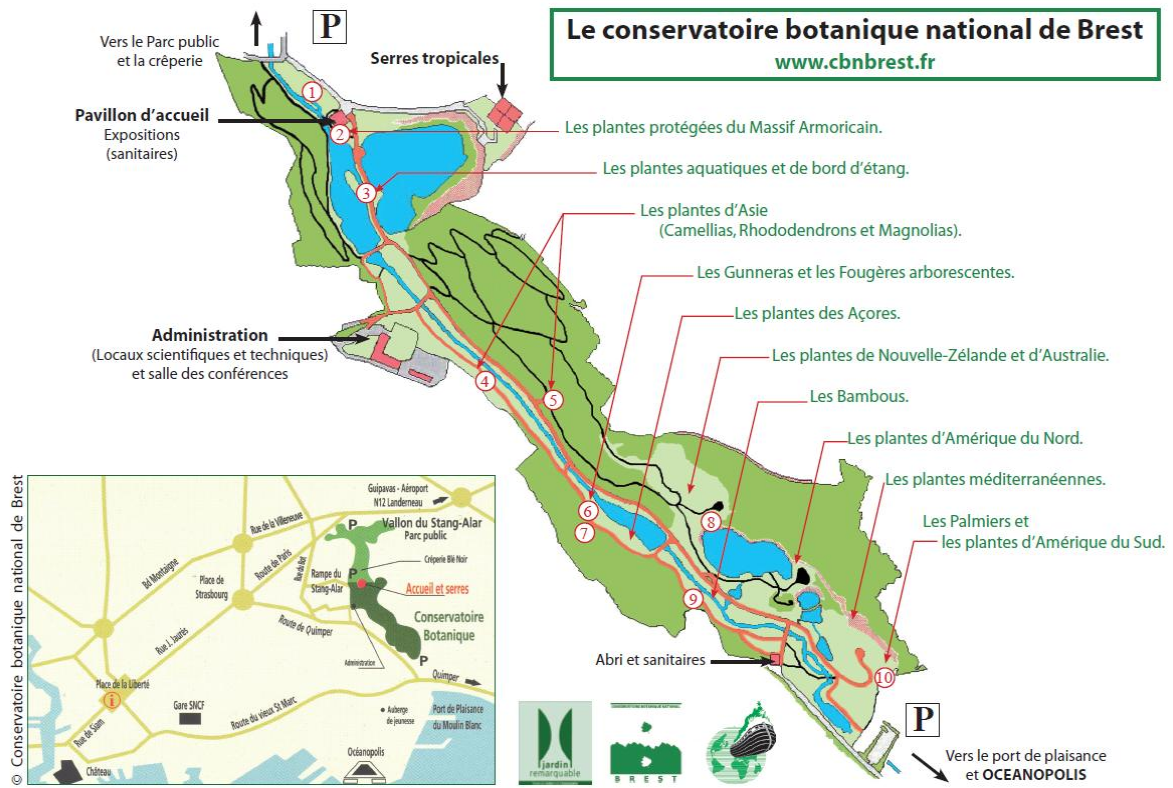 Le conservatoire botanique national de Brest
www.cbnbrest.fr
P
Vers le Parc public
et la crêperie
Serres tropicales
Pavillon d'accueil
Expositions
(sanitaires)
1
2
Les plantes protégées du Massif Armoricain.
3
Les plantes aquatiques et de bord d'étang.
Les plantes d'Asie
(Camellias, Rhododendrons et Magnolias).
Les Gunneras et les Fougères arborescentes.
Les plantes des Açores.
Administration
(Locaux scientifiques et techniques)
et salle des conférences
Les plantes de Nouvelle-Zélande et d'Australie.
4
5
Les Bambous.
Les plantes d'Amérique du Nord.
Les plantes méditerranéennes.
6
7
8
Les Palmiers et
les plantes d'Amérique du Sud.
9
Abri et sanitaires
10
P
Vers le port de plaisance
et OCEANOPOLIS
© Conservatoire botanique national de Brest
Guipavas - Aéroport
N12 Landerneau
Rue de la Villeneuve
P
Vallon du Stang-Alar
Parc public
Bd Montaigne
Route de Paris
Rue du Bot
Crêperie Blé Noir
Place de
Strasbourg
Rampe du
Stang-Alar
P
Accueil et serres
Conservatoire
Botanique
Rue J. Jaurès
Route de Quimper
Administration
P
Quimper
Place de la Liberté
i
Gare SNCF
Route du vieux St Marc
Rue de Siam
Auberge
de jeunesse
Port de Plaisance
du Moulin Blanc
Château
Océanopolis
jardin
remarquable
CONSERVATOIRE BOTANIQUE NATIONAL
BREST